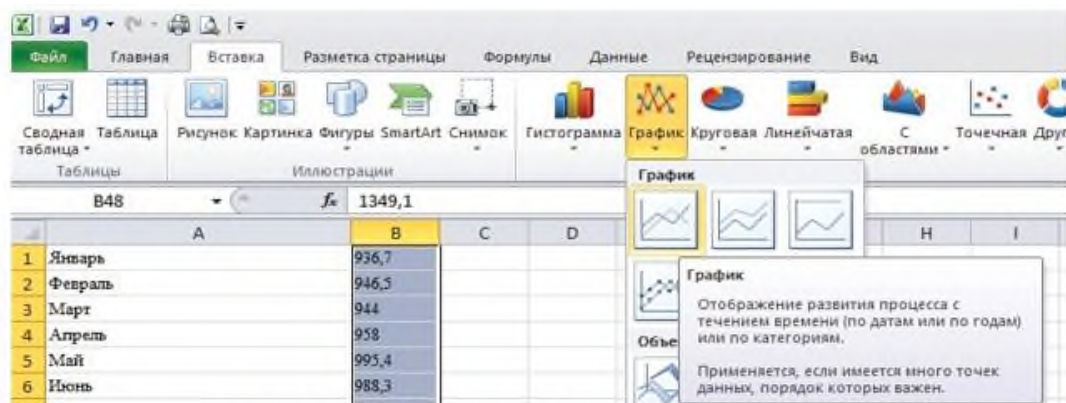 Файл Главная Вставка Разметка страницы Формулы Данные Рецензирование Вид
Сводная таблица Таблица Рисунок Картинка Фигуры SmartArt Снимок Гистограмма График Круговая Линейчатая С областями Точечная Друг
Таблицы Иллюстрации
График
B48 fx 1349,1
A B C D H I
1 Январь 936,7
2 Февраль 946,5
3 Март 944
4 Апрель 958
5 Май 995,4
6 Июнь 988,3
Объе
График
Отображение развития процесса с
течением времени (по датам или по годам)
или по категориям.
Применяется, если имеется много точек
данных, порядок которых важен.